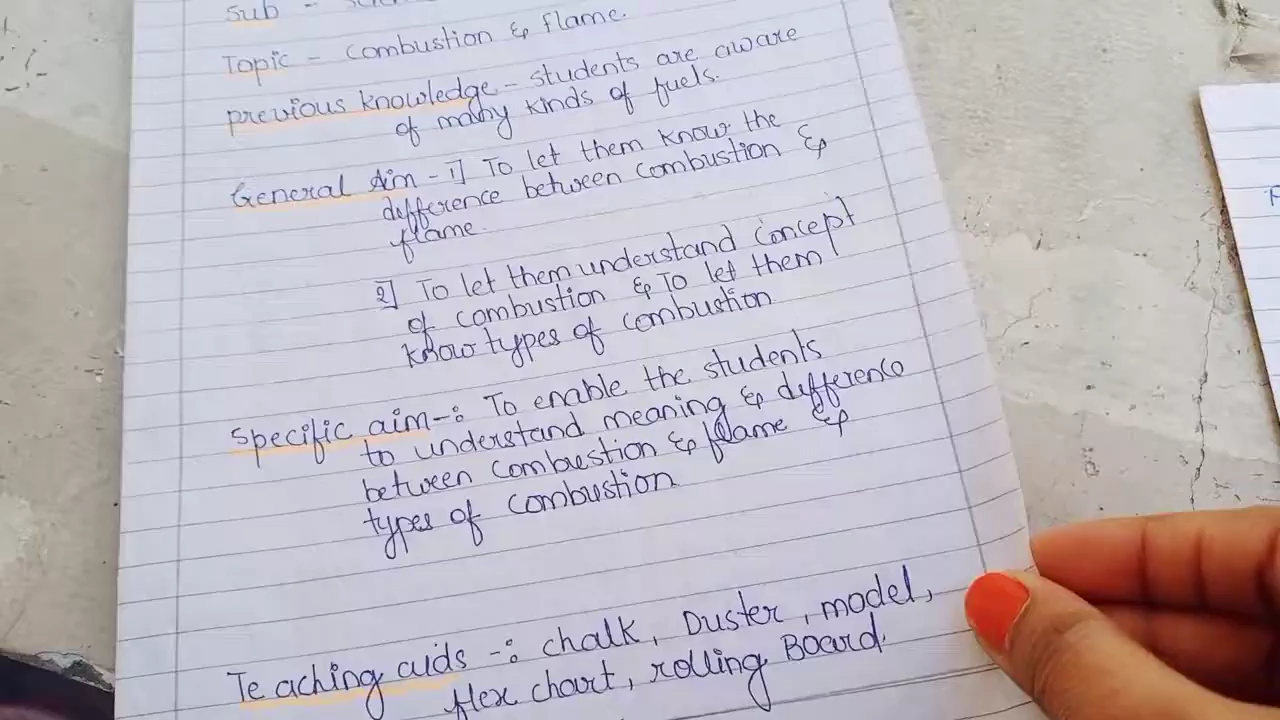 Sub -
Topic - Combustion & flame.
previous knowledge - students are aware
of many kinds of fuels.
General Aim - 1] To let them know the
difference between combustion &
flame.
2] To let them understand Concept
of combustion & To let them
know types of combustion
Specific aim -: To enable the students
to understand meaning & difference
between combustion & flame &
types of combustion
Teaching aids -: chalk, Duster, model,
flex chart, rolling Board.